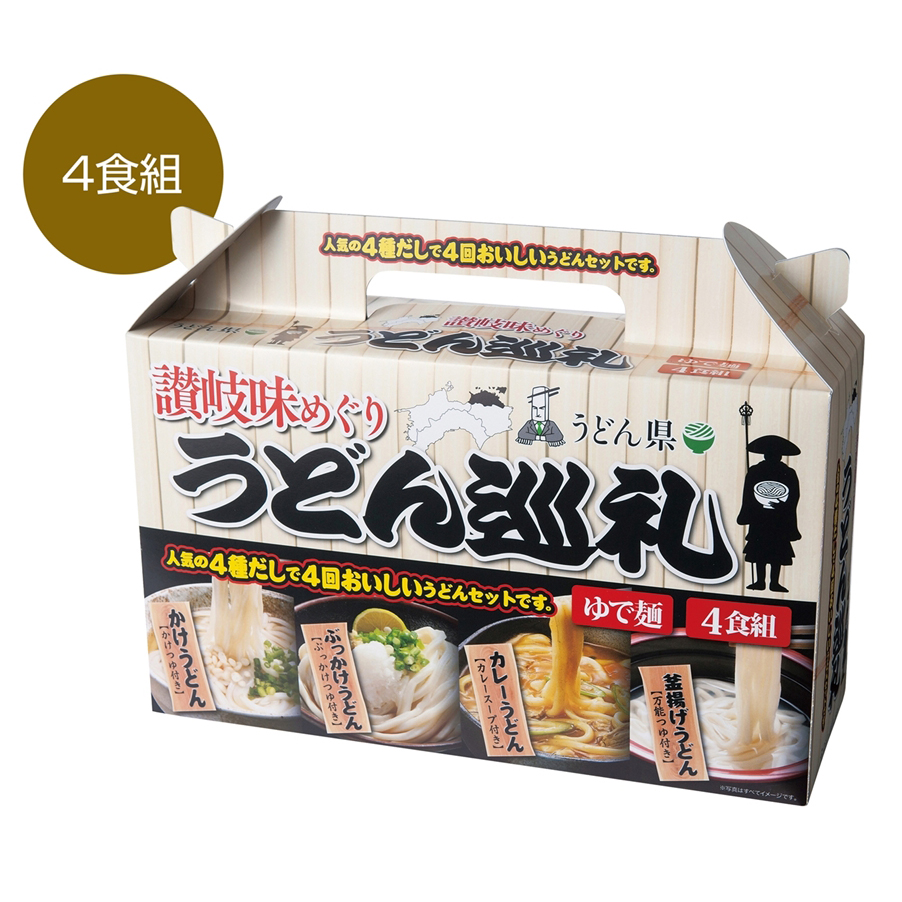 4食組
人気の4種だしで4回おいしいうどんセットです。
讃岐味めぐり
うどん巡礼
讃岐味めぐり
うどん県
うどん巡礼
人気の4種だしで4回おいしいうどんセットです。
ゆで麺
4食組
かけうどん
【かけつゆ付き】
ぶっかけうどん
【ぶっかけつゆ付き】
カレーうどん
【カレースープ付き】
釜揚げうどん
【万能つゆ付き】
※写真はすべてイメージです。